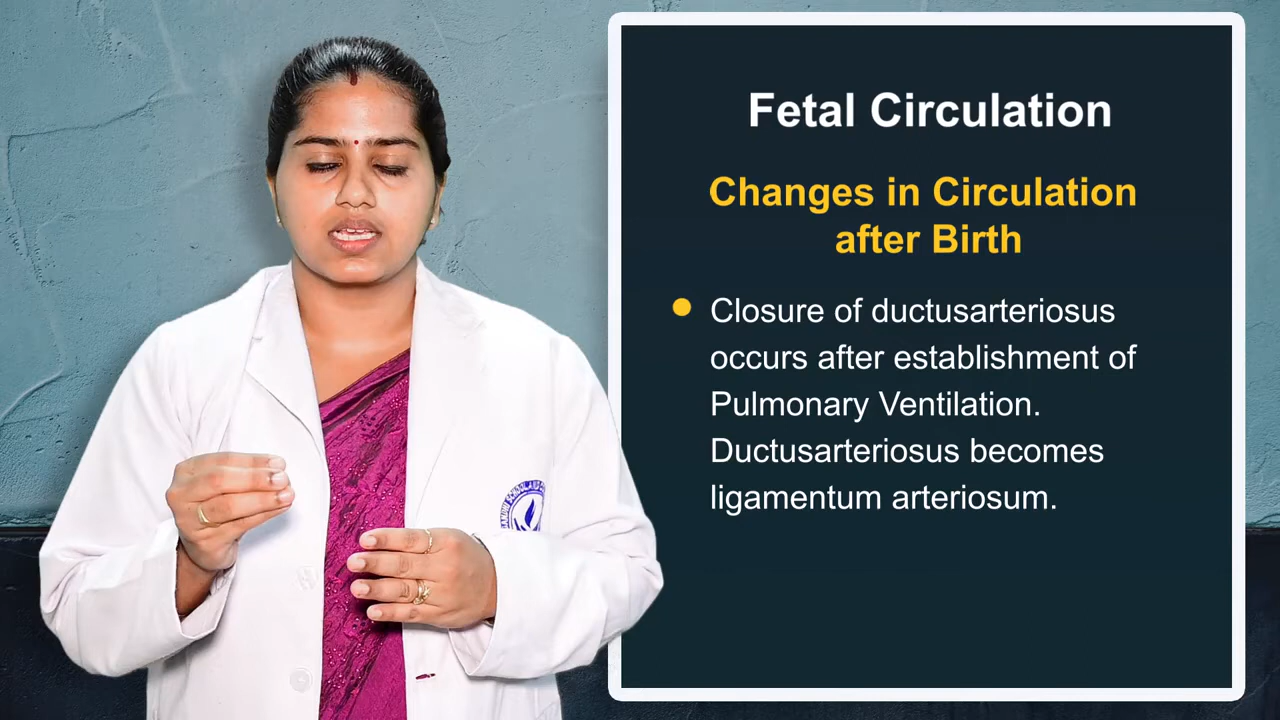 Fetal Circulation
Changes in Circulation
after Birth
Closure of ductusarteriosus
occurs after establishment of
Pulmonary Ventilation.
Ductusarteriosus becomes
ligamentum arteriosum.